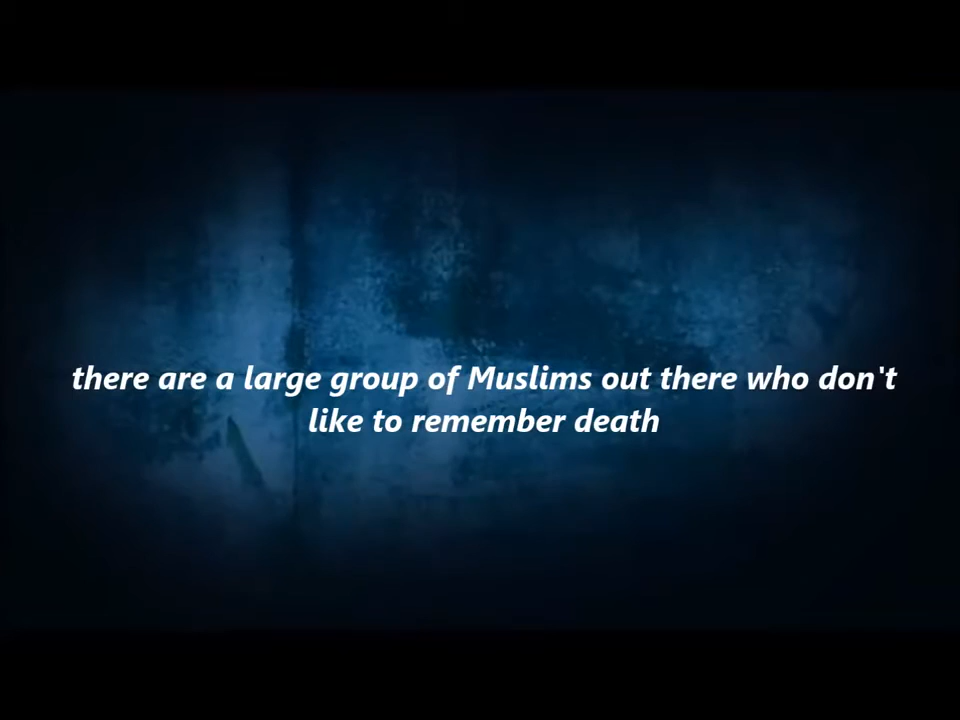 there are a large group of Muslims out there who don't
like to remember death